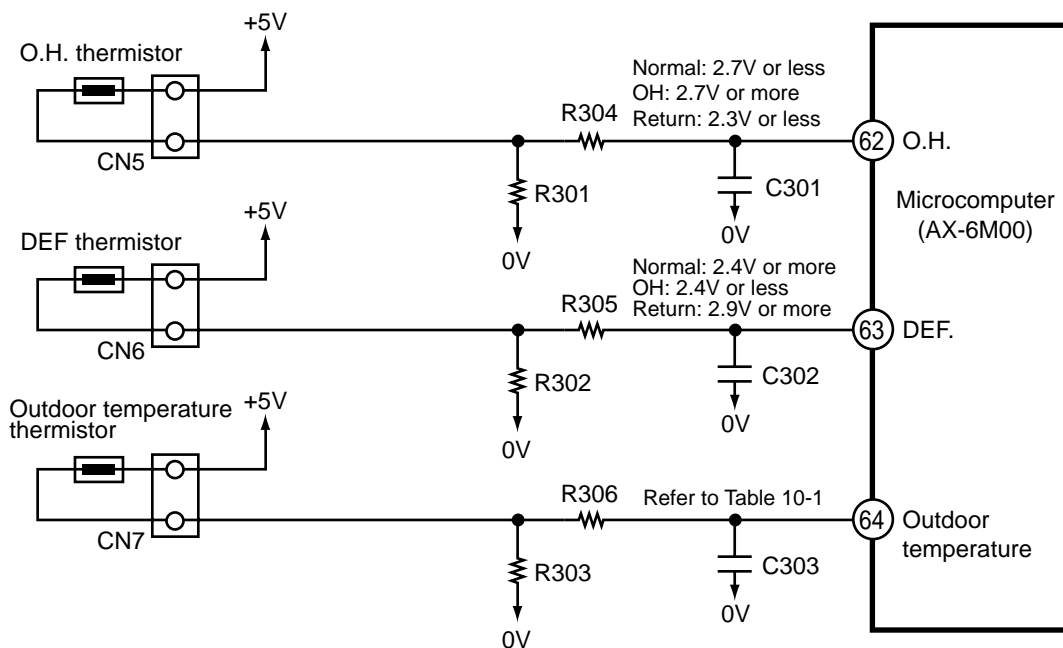 +5V
O.H. thermistor
CN5
R304
Normal: 2.7V or less
OH: 2.7V or more
Return: 2.3V or less
62
O.H.
R301
0V
C301
0V
Microcomputer
(AX-6M00)
+5V
DEF thermistor
CN6
R305
Normal: 2.4V or more
OH: 2.4V or less
Return: 2.9V or more
63
DEF.
R302
0V
C302
0V
+5V
Outdoor temperature
thermistor
CN7
R306
Refer to Table 10-1
64
Outdoor
temperature
R303
0V
C303
0V